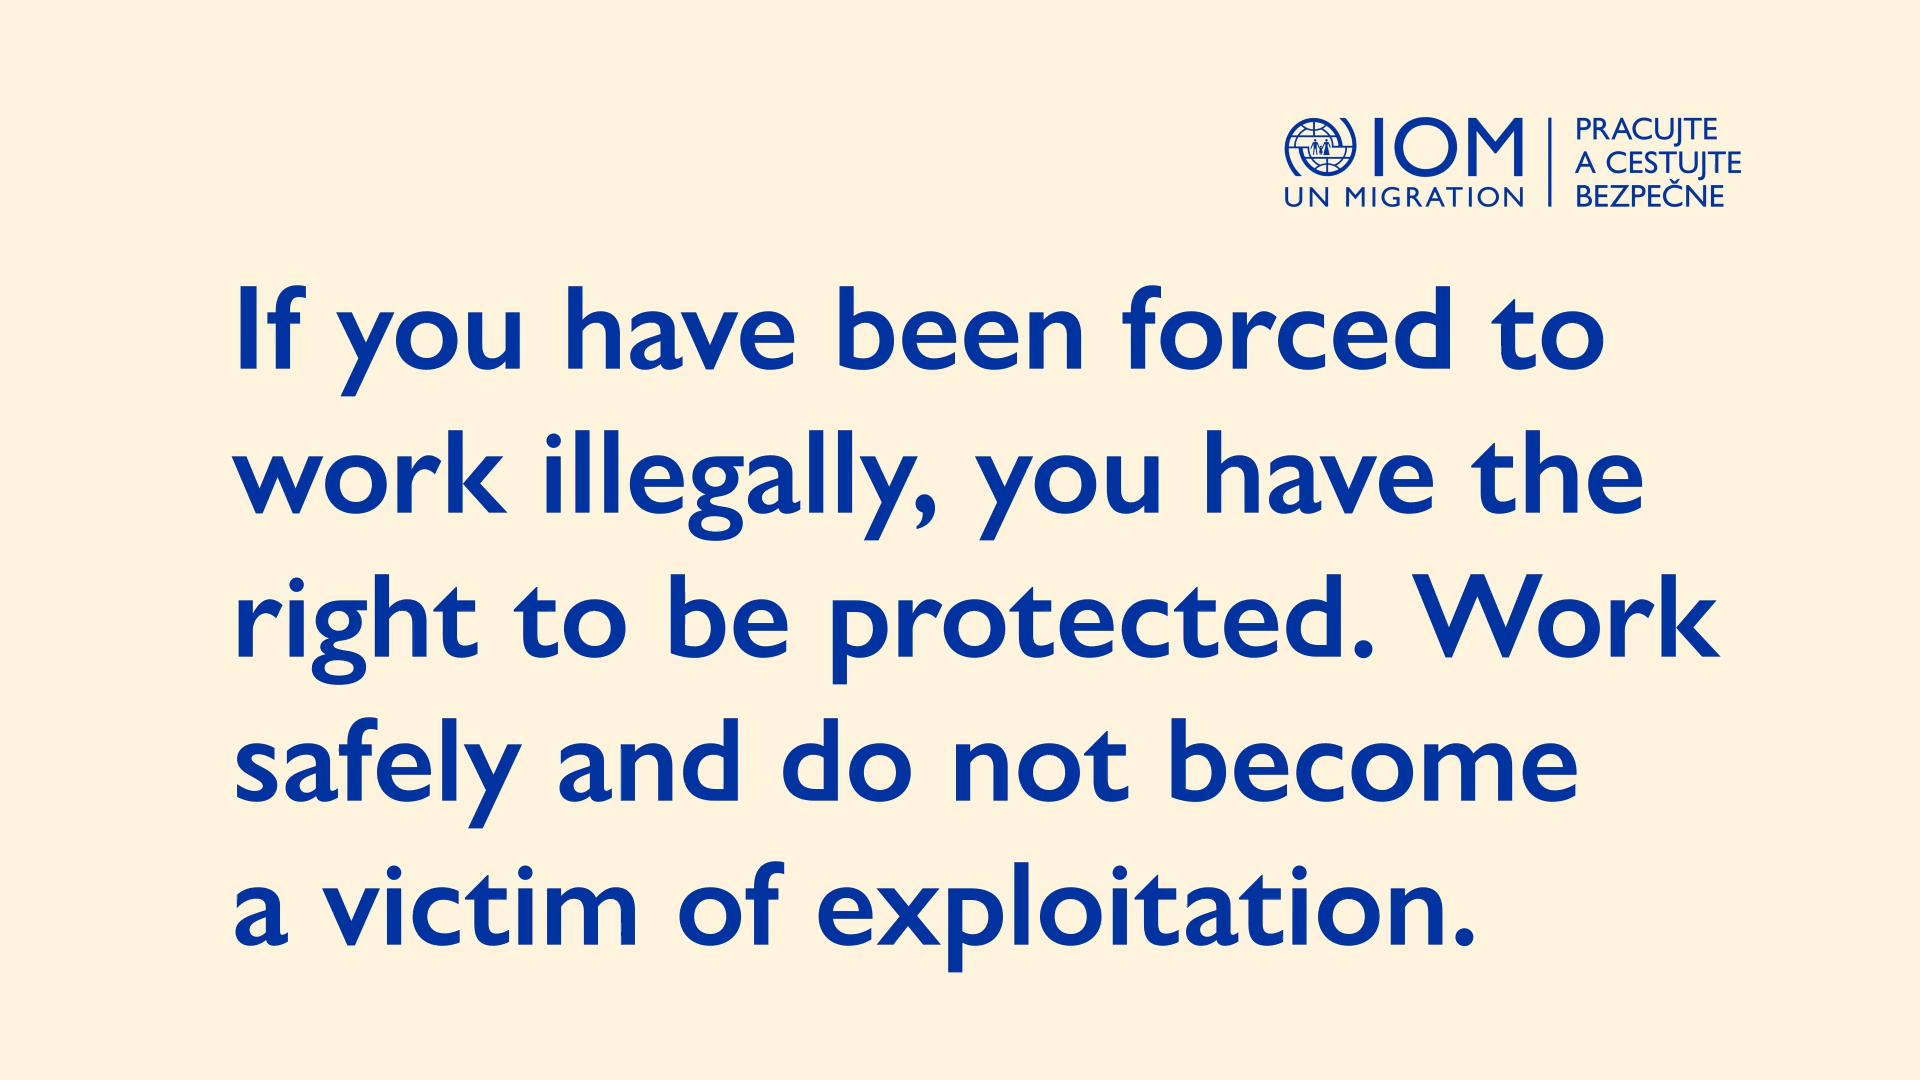 IOM
UN MIGRATION
PRACUJTE
A CESTUJTE
BEZPEČNE
If you have been forced to
work illegally, you have the
right to be protected. Work
safely and do not become
a victim of exploitation.